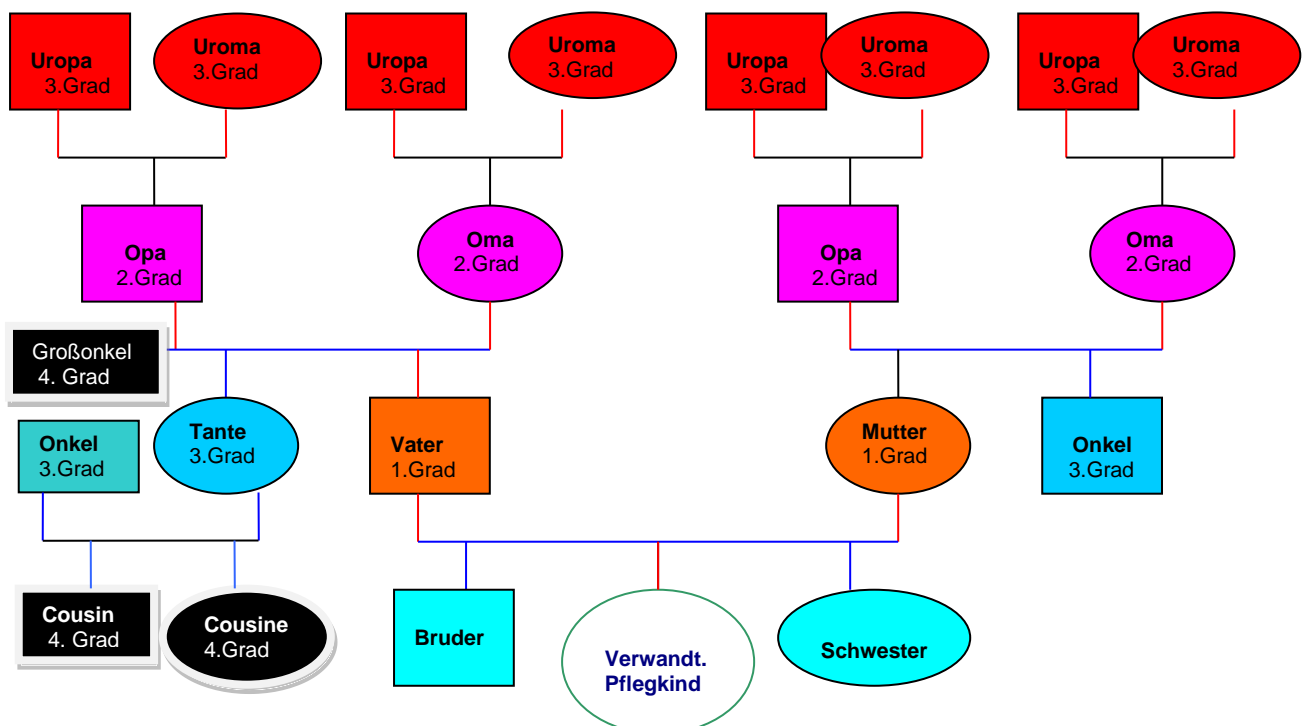 Uropa
3.Grad
Uroma
3.Grad
Uropa
3.Grad
Uroma
3.Grad
Uropa
3.Grad
Uroma
3.Grad
Uropa
3.Grad
Uroma
3.Grad
Opa
2.Grad
Oma
2.Grad
Opa
2.Grad
Oma
2.Grad
Großonkel
4. Grad
Onkel
3.Grad
Tante
3.Grad
Vater
1.Grad
Mutter
1.Grad
Onkel
3.Grad
Cousin
4. Grad
Cousine
4.Grad
Bruder
Verwandt.
Pflegkind
Schwester